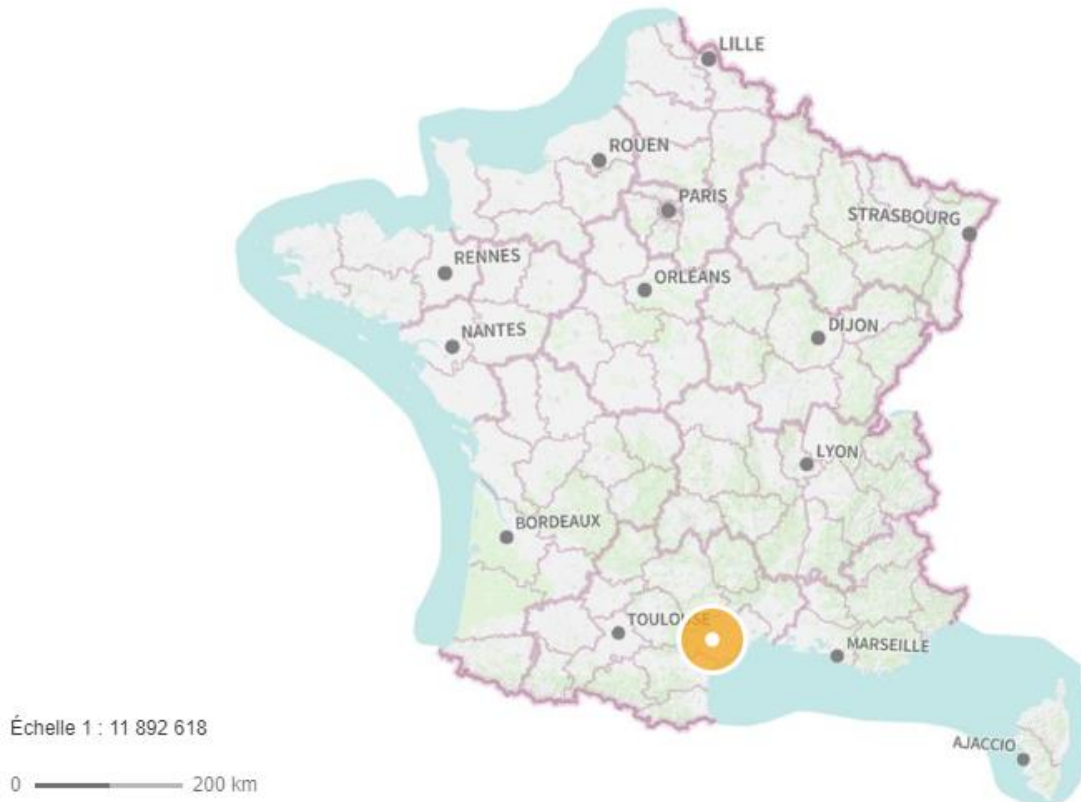 LILLE
ROUEN
PARIS
STRASBOURG
RENNES
ORLÉANS
DIJON
NANTES
LYON
BORDEAUX
TOULOUSE
MARSEILLE
Échelle 1 : 11 892 618
AJACCIO
0 200 km